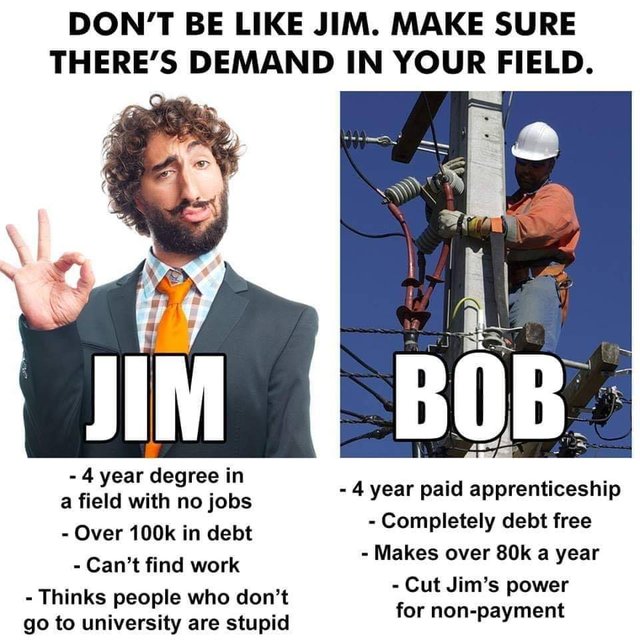 DON'T BE LIKE JIM. MAKE SURE
THERE'S DEMAND IN YOUR FIELD.
JIM
- 4 year degree in
a field with no jobs
- Over 100k in debt
- Can't find work
- Thinks people who don't
go to university are stupid
BOB
- 4 year paid apprenticeship
- Completely debt free
- Makes over 80k a year
- Cut Jim's power
for non-payment